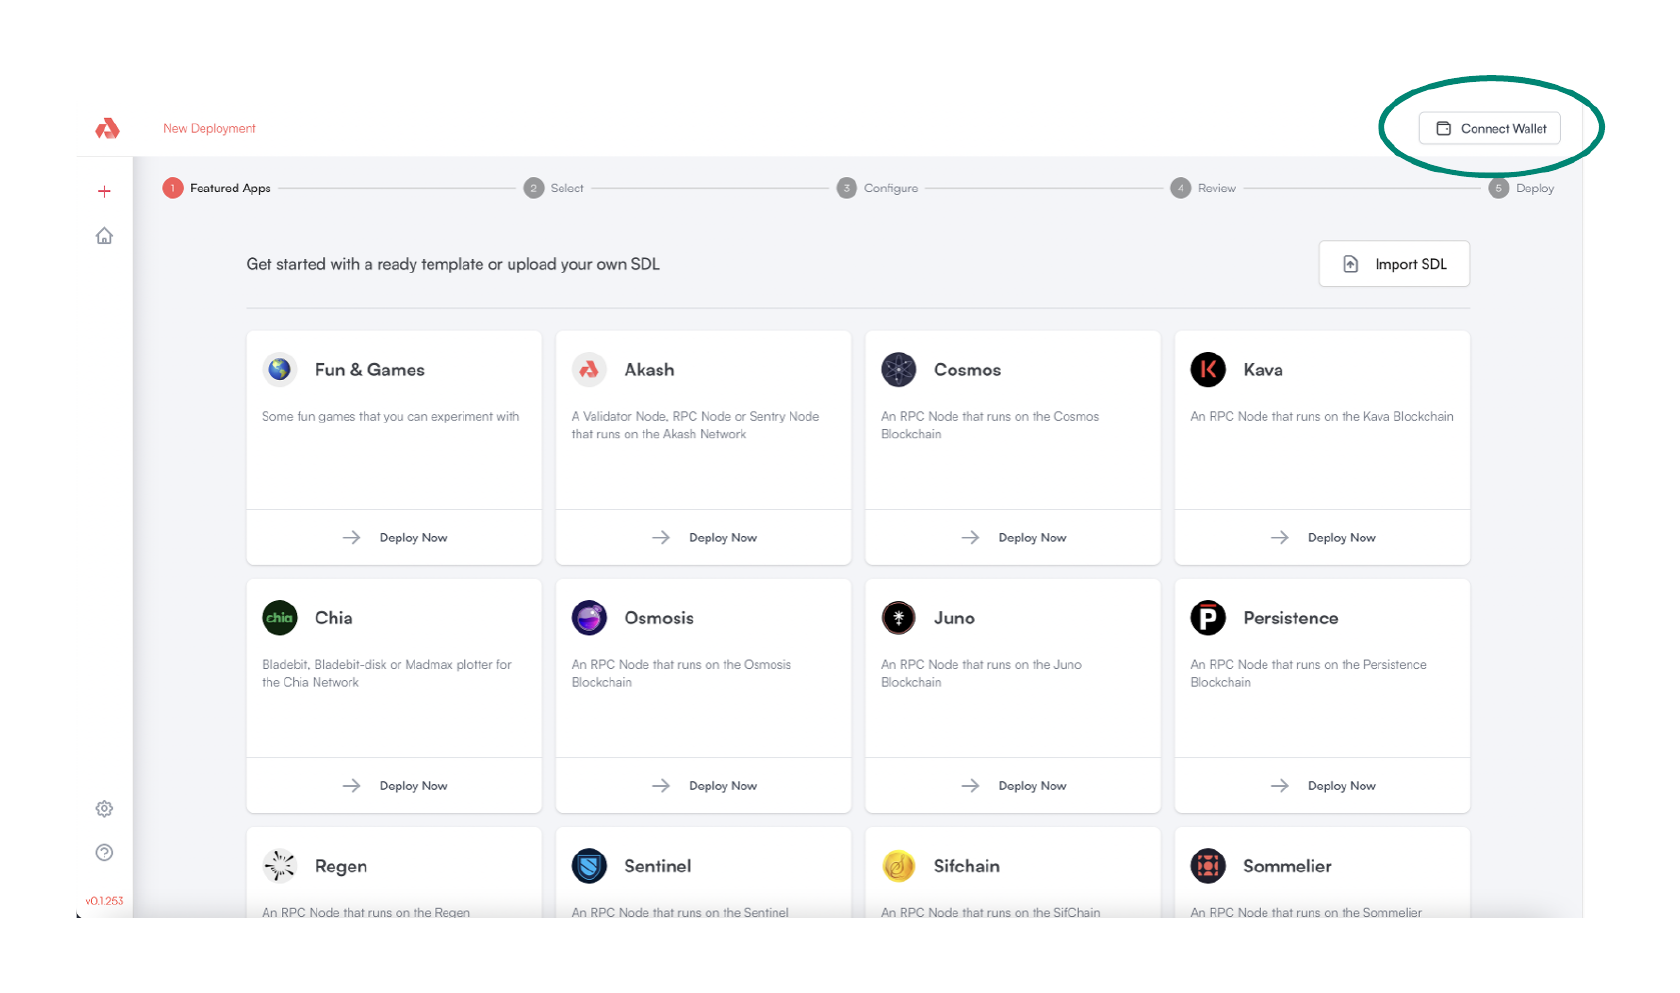 New Deployment
Connect Wallet
1 Featured Apps
2 Select
3 Configure
4 Review
5 Deploy
Get started with a ready template or upload your own SDL
Import SDL
Fun & Games
Some fun games that you can experiment with
Deploy Now
Akash
A Validator Node, RPC Node or Sentry Node
that runs on the Akash Network
Deploy Now
Cosmos
An RPC Node that runs on the Cosmos
Blockchain
Deploy Now
Kava
An RPC Node that runs on the Kava Blockchain
Deploy Now
chia
Chia
Bladebit, Bladebit-disk or Madmax plotter for
the Chia Network
Deploy Now
Osmosis
An RPC Node that runs on the Osmosis
Blockchain
Deploy Now
Juno
An RPC Node that runs on the Juno
Blockchain
Deploy Now
Persistence
An RPC Node that runs on the Persistence
Blockchain
Deploy Now
Regen
An RPC Node that runs on the Regen
Sentinel
An RPC Node that runs on the Sentinel
Sifchain
An RPC Node that runs on the SifChain
Sommelier
An RPC Node that runs on the Sommelier
v0.1.253